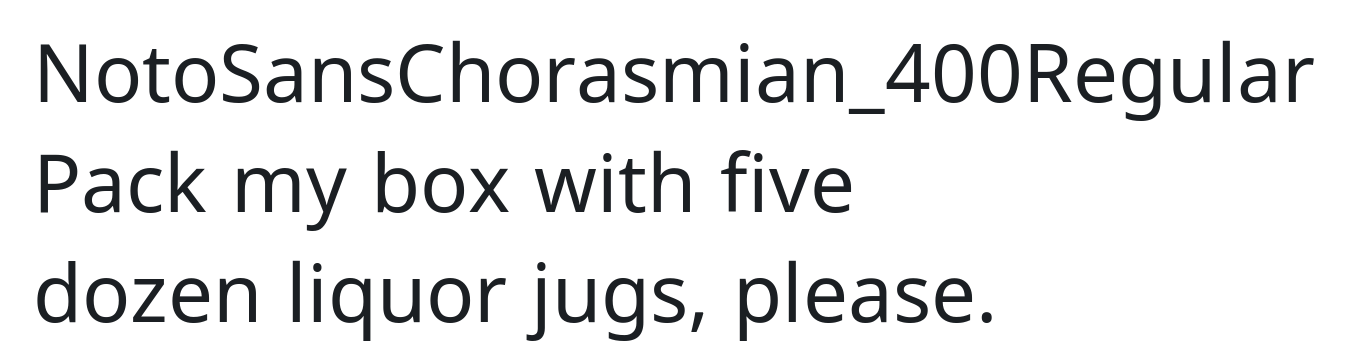 NotoSansChorasmian_400Regular
Pack my box with five
dozen liquor jugs, please.